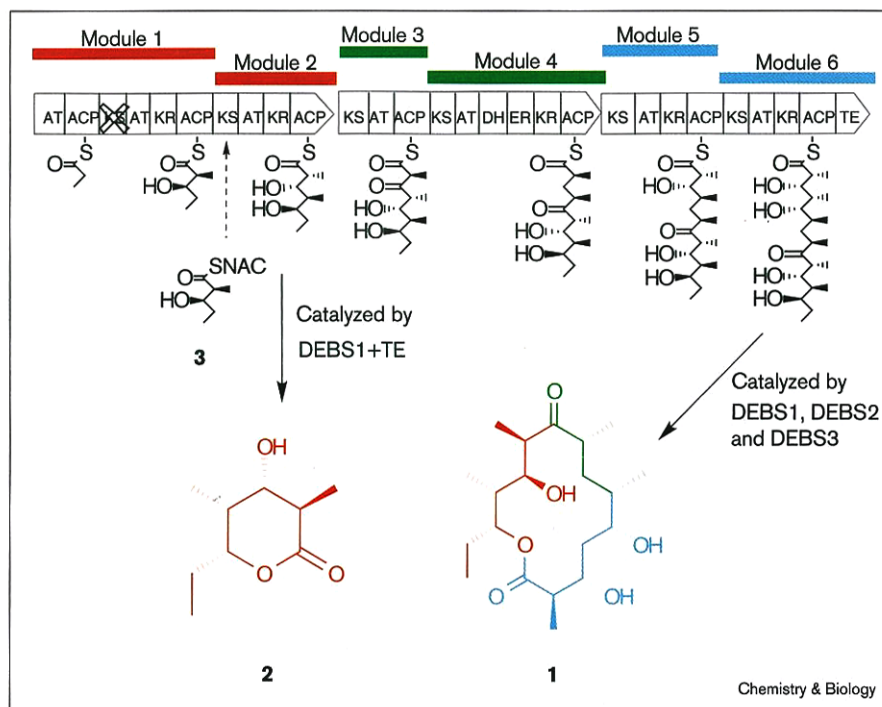 Module 1
Module 2
Module 3
Module 4
Module 5
Module 6
AT ACP KS AT KR ACP KS AT KR ACP
KS AT ACP KS AT DH ER KR ACP
KS AT KR ACP KS AT KR ACP TE
S S S S S S S
O
O HO
O HO HO
O O HO HO
O O HO HO
O HO O HO HO
O HO HO O HO HO
O SNAC
HO
3
Catalyzed by
DEBS1+TE
Catalyzed by
DEBS1, DEBS2
and DEBS3
OH
O O
2
O
OH
O
O
OH
OH
1
Chemistry & Biology